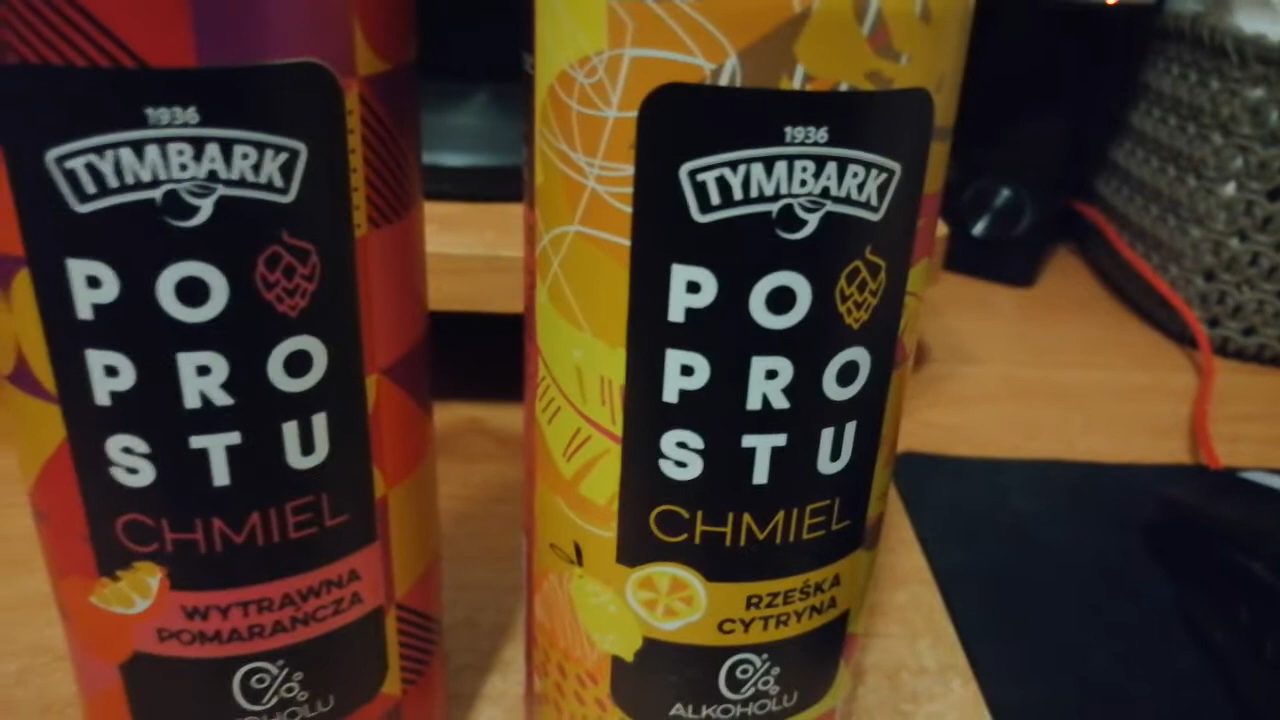 1936
TYMBARK
PO
PRO
STU
CHMIEL
WYTRAWNA
POMARAŃCZA
1936
TYMBARK
PO
PRO
STU
CHMIEL
RZEŚKA
CYTRYNA
0%
ALKOHOLU